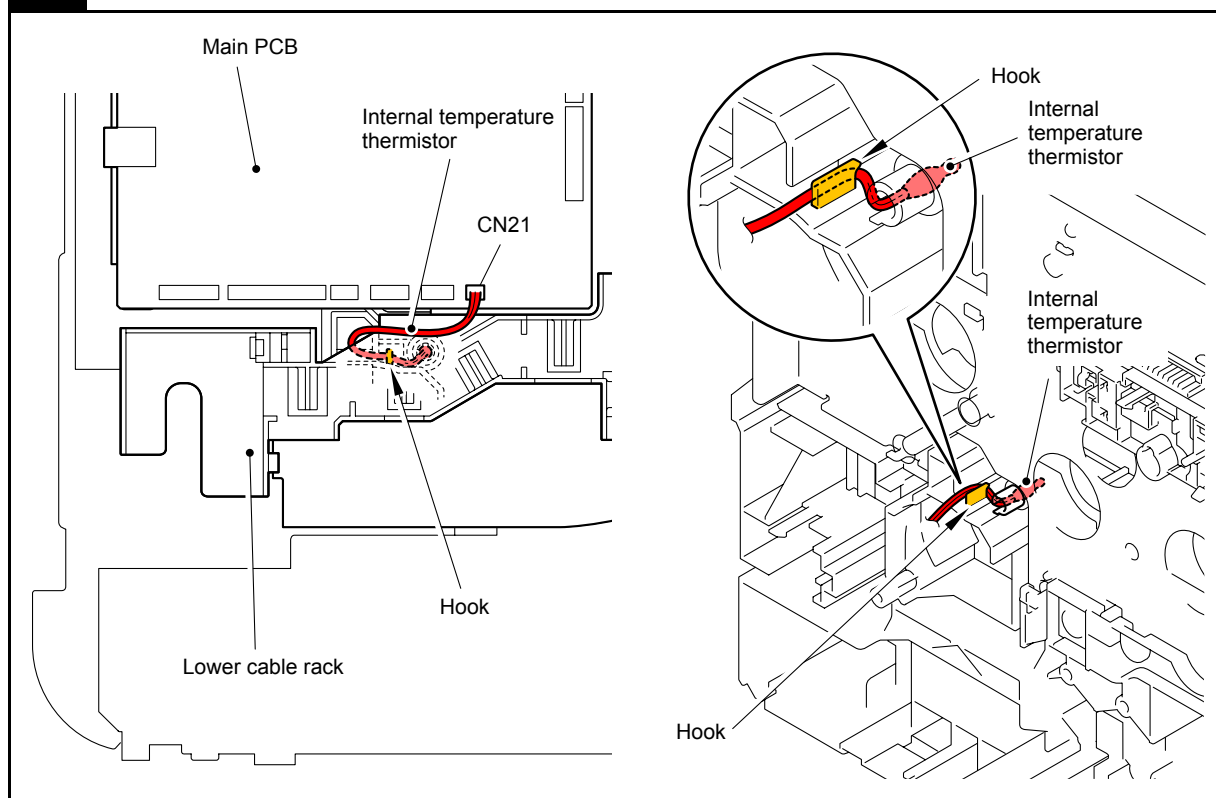 Main PCB
Internal temperature
thermistor
CN21
Hook
Lower cable rack
Hook
Internal
temperature
thermistor
Internal
temperature
thermistor
Hook